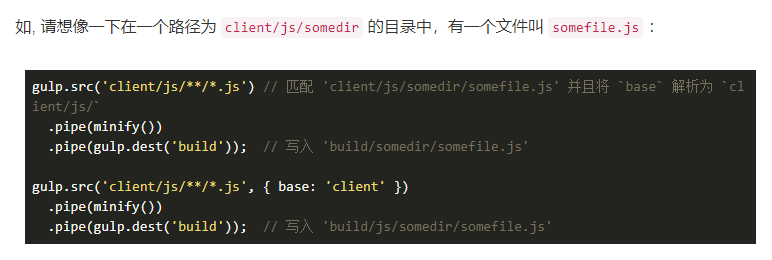 如, 请想像一下在一个路径为 client/js/somedir 的目录中，有一个文件叫 somefile.js ：
gulp.src('client/js/**/*.js') // 匹配 'client/js/somedir/somefile.js' 并且将 `base` 解析为 `cl
ient/js/`
  .pipe(minify())
  .pipe(gulp.dest('build'));  // 写入 'build/somedir/somefile.js'

gulp.src('client/js/**/*.js', { base: 'client' })
  .pipe(minify())
  .pipe(gulp.dest('build'));  // 写入 'build/js/somedir/somefile.js'